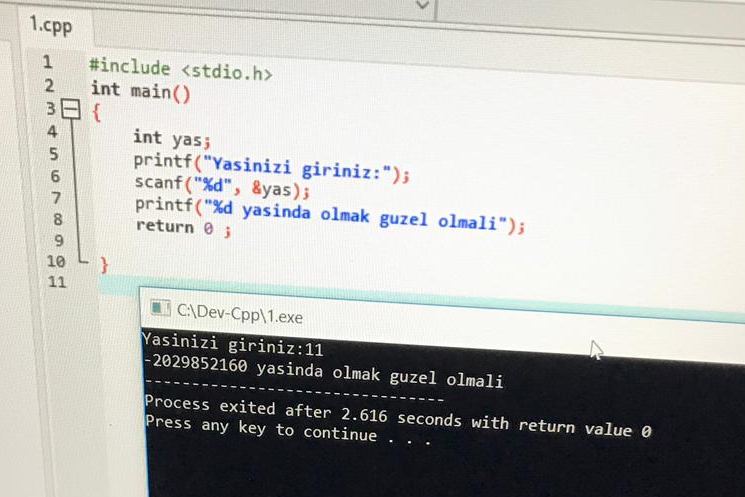 1.cpp
1 #include <stdio.h>
2 int main()
3 {
4
5 int yas;
6 printf("Yasinizi giriniz:");
7 scanf("%d", &yas);
8 printf("%d yasinda olmak guzel olmali");
9 return 0 ;
10 }
11
C:\Dev-Cpp\1.exe
Yasinizi giriniz:11
-2029852160 yasinda olmak guzel olmali
--------------------------------
Process exited after 2.616 seconds with return value 0
Press any key to continue . . .